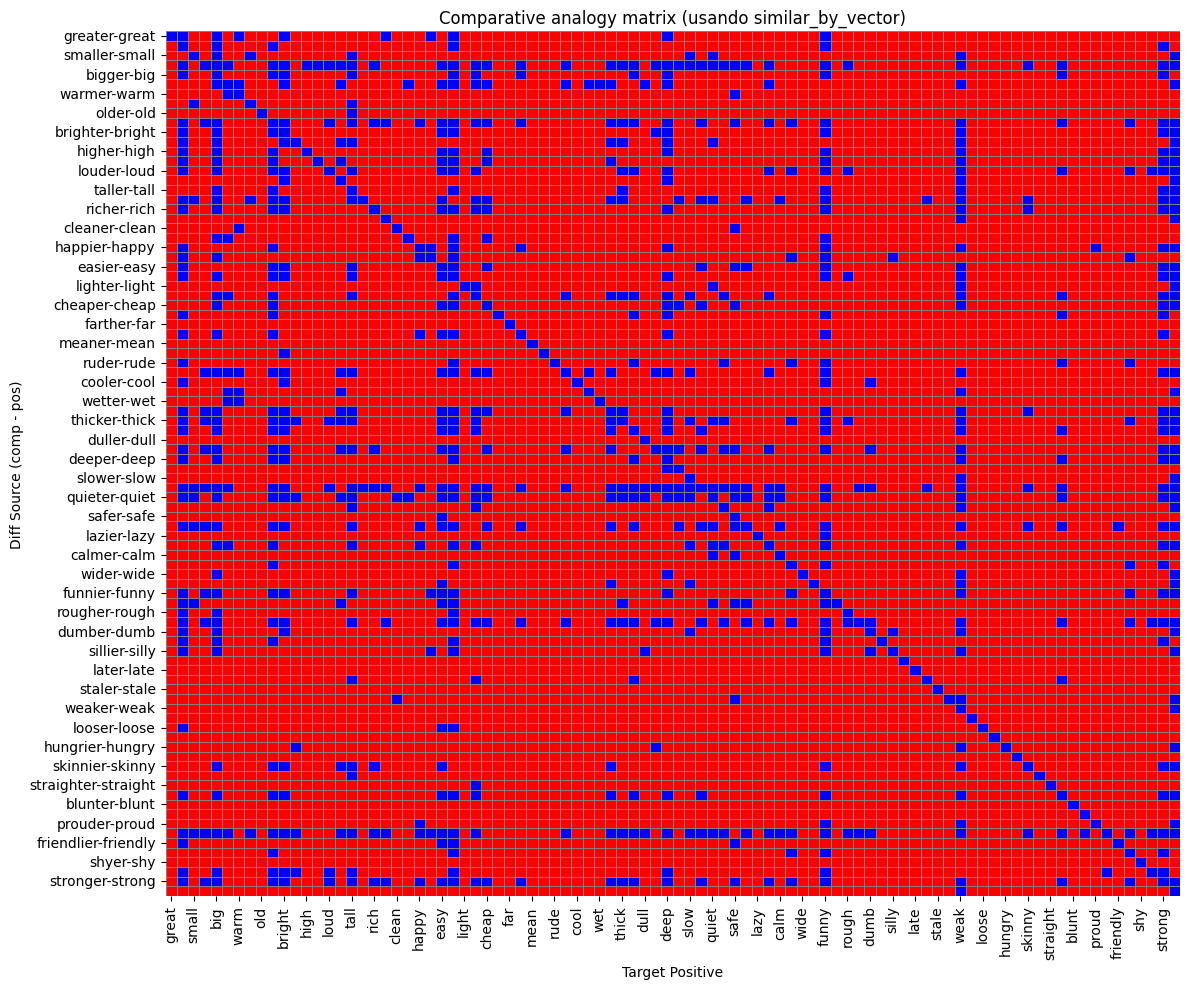 Comparative analogy matrix (usando similar_by_vector)
Diff Source (comp - pos)
greater-great
smaller-small
bigger-big
warmer-warm
older-old
brighter-bright
higher-high
louder-loud
taller-tall
richer-rich
cleaner-clean
happier-happy
easier-easy
lighter-light
cheaper-cheap
farther-far
meaner-mean
ruder-rude
cooler-cool
wetter-wet
thicker-thick
duller-dull
deeper-deep
slower-slow
quieter-quiet
safer-safe
lazier-lazy
calmer-calm
wider-wide
funnier-funny
rougher-rough
dumber-dumb
sillier-silly
later-late
staler-stale
weaker-weak
looser-loose
hungrier-hungry
skinnier-skinny
straighter-straight
blunter-blunt
prouder-proud
friendlier-friendly
shyer-shy
stronger-strong
great
small
big
warm
old
bright
high
loud
tall
rich
clean
happy
easy
light
cheap
far
mean
rude
cool
wet
thick
dull
deep
slow
quiet
safe
lazy
calm
wide
funny
rough
dumb
silly
late
stale
weak
loose
hungry
skinny
straight
blunt
proud
friendly
shy
strong
Target Positive